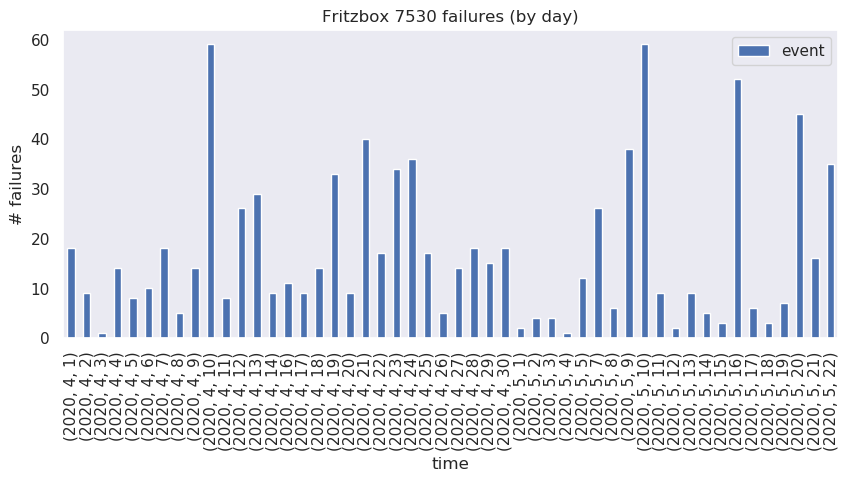 Fritzbox 7530 failures (by day)
event
# failures
60
50
40
30
20
10
0
(2020, 4, 1)
(2020, 4, 2)
(2020, 4, 3)
(2020, 4, 4)
(2020, 4, 5)
(2020, 4, 6)
(2020, 4, 7)
(2020, 4, 8)
(2020, 4, 9)
(2020, 4, 10)
(2020, 4, 11)
(2020, 4, 12)
(2020, 4, 13)
(2020, 4, 14)
(2020, 4, 16)
(2020, 4, 17)
(2020, 4, 18)
(2020, 4, 19)
(2020, 4, 20)
(2020, 4, 21)
(2020, 4, 22)
(2020, 4, 23)
(2020, 4, 24)
(2020, 4, 25)
(2020, 4, 26)
(2020, 4, 27)
(2020, 4, 28)
(2020, 4, 29)
(2020, 4, 30)
(2020, 5, 1)
(2020, 5, 2)
(2020, 5, 3)
(2020, 5, 4)
(2020, 5, 5)
(2020, 5, 7)
(2020, 5, 8)
(2020, 5, 9)
(2020, 5, 10)
(2020, 5, 11)
(2020, 5, 12)
(2020, 5, 13)
(2020, 5, 14)
(2020, 5, 15)
(2020, 5, 16)
(2020, 5, 17)
(2020, 5, 18)
(2020, 5, 19)
(2020, 5, 20)
(2020, 5, 21)
(2020, 5, 22)
time